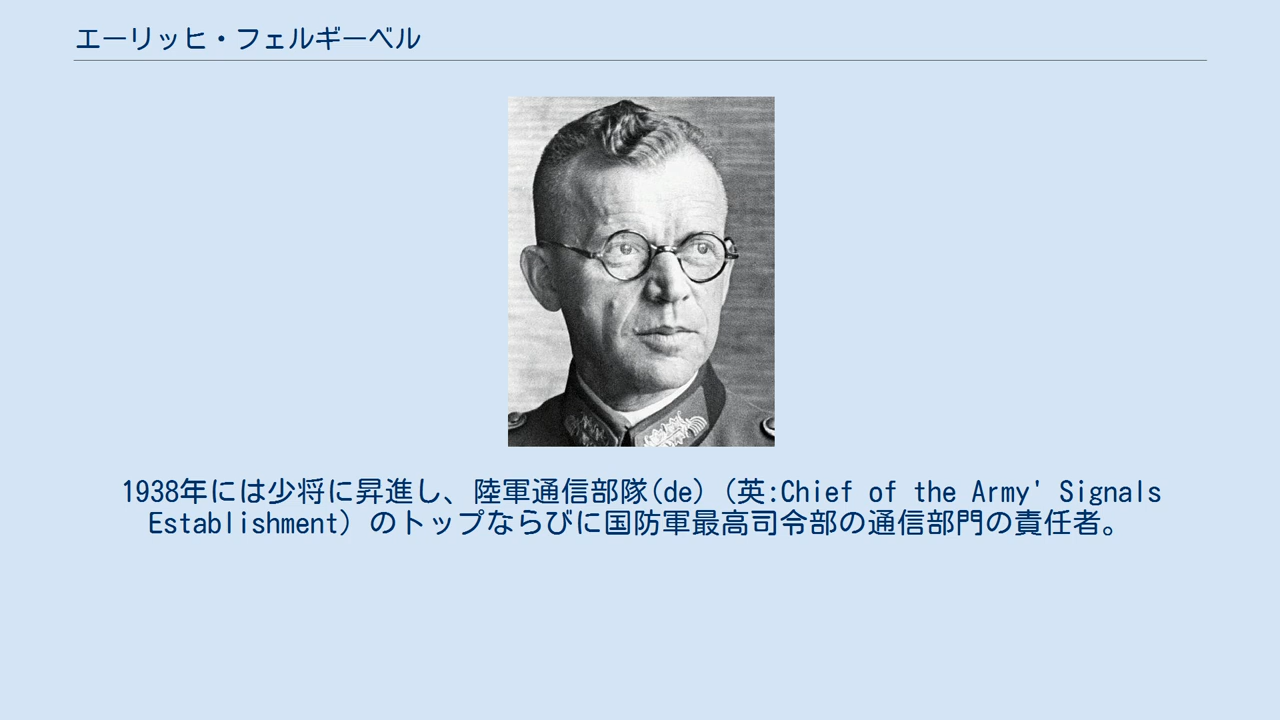 エーリッヒ・フェルギーベル
1938年には少将に昇進し、陸軍通信部隊(de) (英:Chief of the Army' Signals
Establishment) のトップならびに国防軍最高司令部の通信部門の責任者。